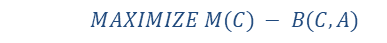 MAXIMIZE M(C) − B(C, A)